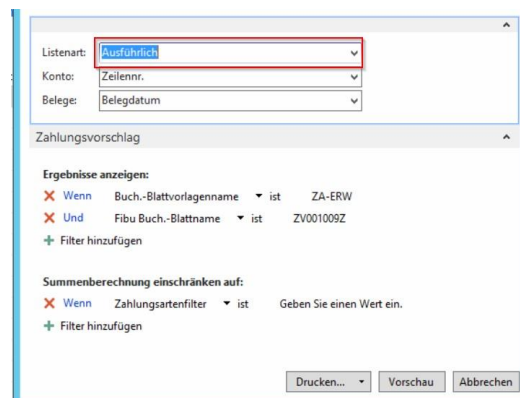 Listenart: Ausführlich
Konto: Zeilennr.
Belege: Belegdatum
Zahlungsvorschlag
Ergebnisse anzeigen:
Wenn Buch.-Blattvorlagenname ist ZA-ERW
Und Fibu Buch.-Blattname ist ZV001009Z
Filter hinzufügen
Summenberechnung einschränken auf:
Wenn Zahlungsartenfilter ist Geben Sie einen Wert ein.
Filter hinzufügen
Drucken... Vorschau Abbrechen